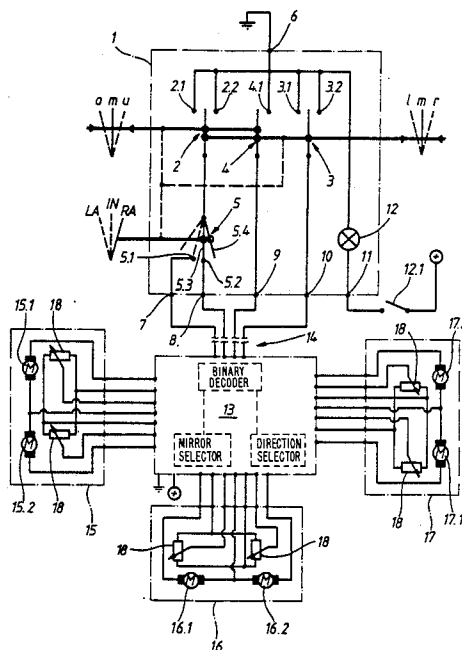 6
1
2.1 2.2 4.1 3.1 3.2
o m u
l m r
2 4 3
12
LA IN RA
5
5.4
5.1 5.3 5.2
11 12.1
7 8 9 10
14
15.1 18
BINARY DECODER
18 17.1
13
MIRROR SELECTOR
DIRECTION SELECTOR
M M
M M
15.2 18 15
18 17.2
17
18 18
M M
16.1 16.2
16